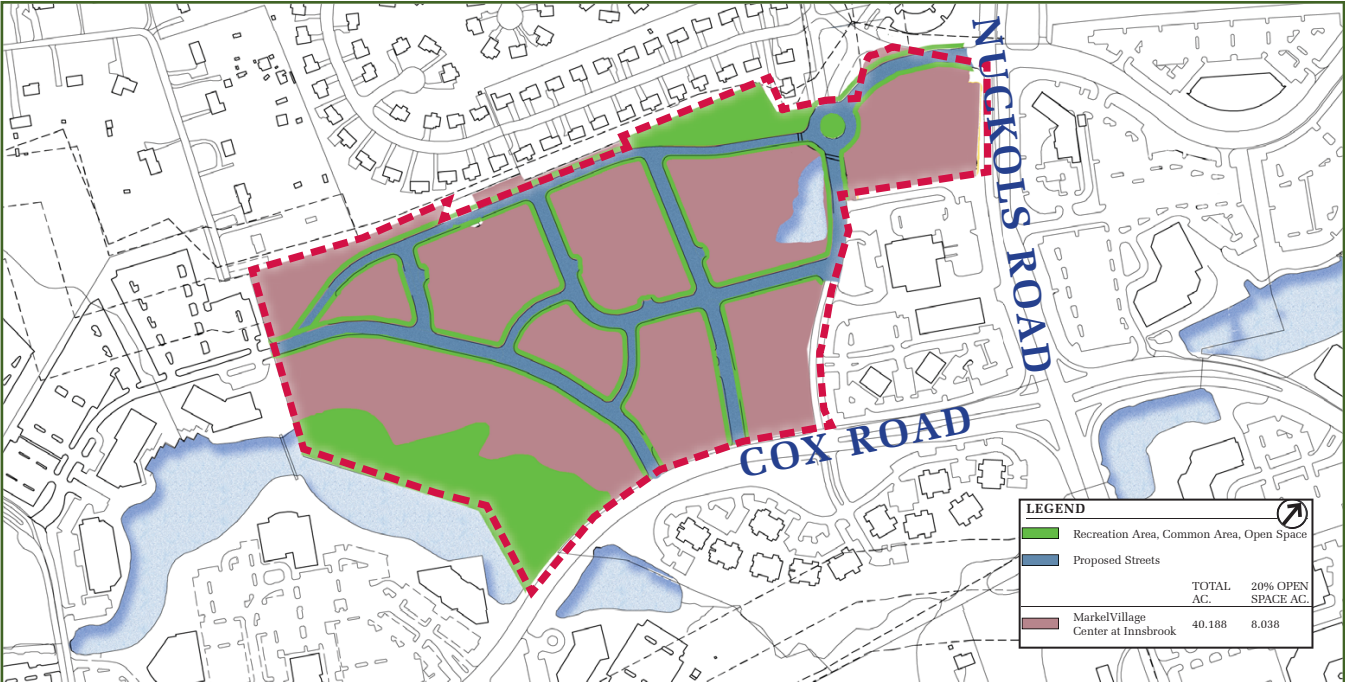 NUCKOLS ROAD
COX ROAD
LEGEND
Recreation Area, Common Area, Open Space
Proposed Streets
TOTAL 20% OPEN
AC. SPACE AC.
MarkelVillage
Center at Innsbrook 40.188 8.038